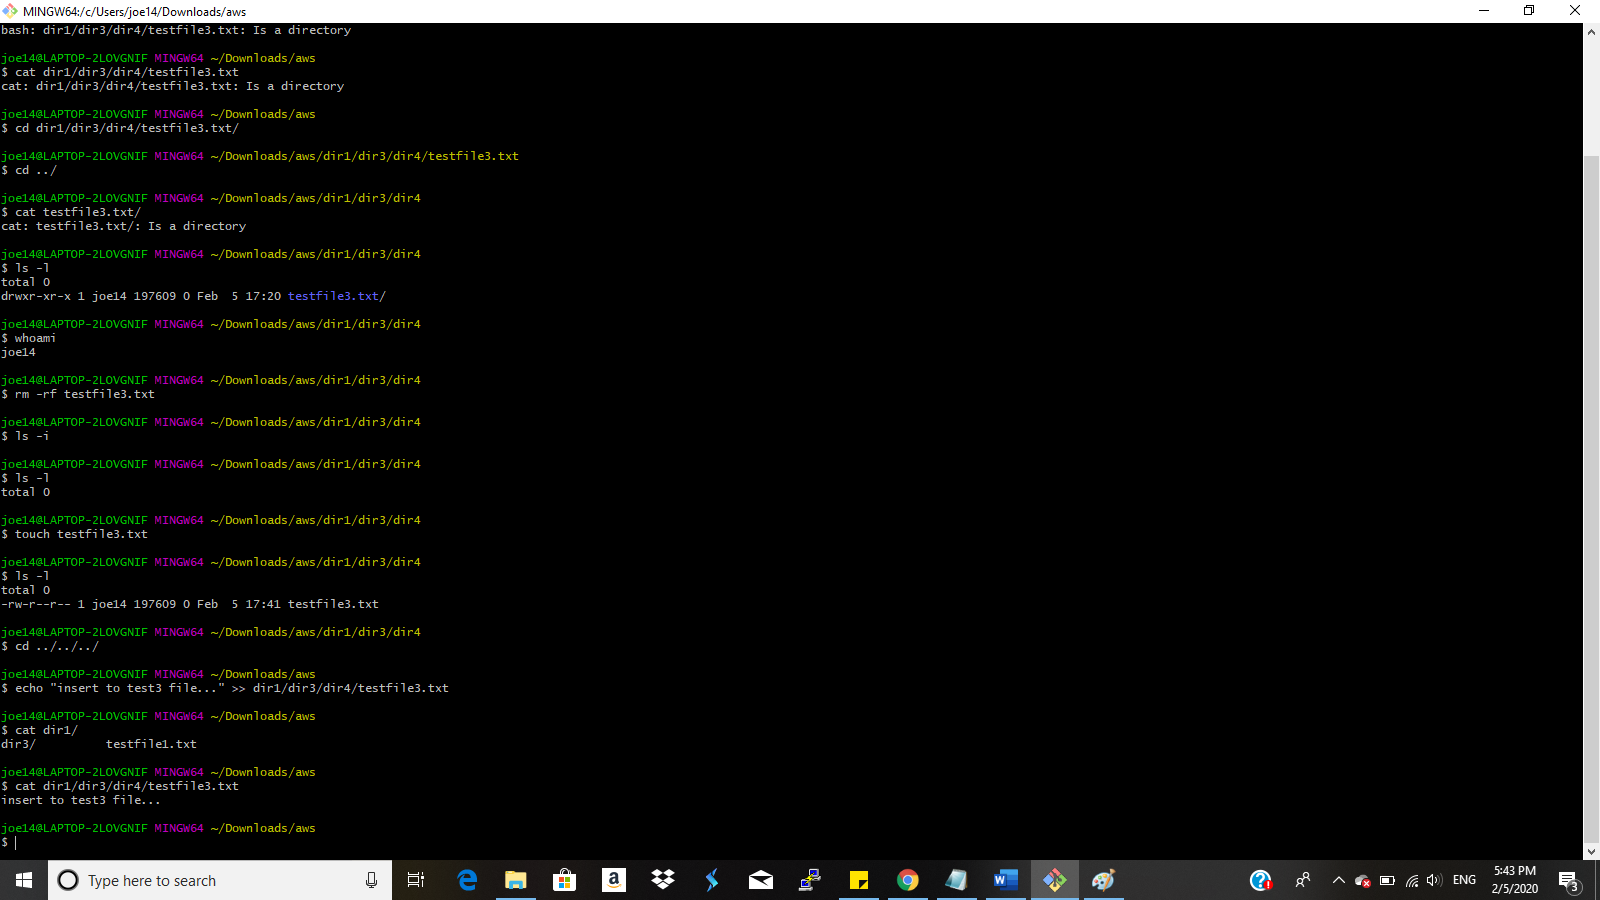 MINGW64:/c/Users/joe14/Downloads/aws
bash: dir1/dir3/dir4/testfile3.txt: Is a directory
joe14@LAPTOP-2LOVGNIF MINGW64 ~/Downloads/aws
$ cat dir1/dir3/dir4/testfile3.txt
cat: dir1/dir3/dir4/testfile3.txt: Is a directory
joe14@LAPTOP-2LOVGNIF MINGW64 ~/Downloads/aws
$ cd dir1/dir3/dir4/testfile3.txt/
joe14@LAPTOP-2LOVGNIF MINGW64 ~/Downloads/aws/dir1/dir3/dir4/testfile3.txt
$ cd ../
joe14@LAPTOP-2LOVGNIF MINGW64 ~/Downloads/aws/dir1/dir3/dir4
$ cat testfile3.txt/
cat: testfile3.txt/: Is a directory
joe14@LAPTOP-2LOVGNIF MINGW64 ~/Downloads/aws/dir1/dir3/dir4
$ ls -l
total 0
drwxr-xr-x 1 joe14 197609 0 Feb  5 17:20 testfile3.txt/
joe14@LAPTOP-2LOVGNIF MINGW64 ~/Downloads/aws/dir1/dir3/dir4
$ whoami
joe14
joe14@LAPTOP-2LOVGNIF MINGW64 ~/Downloads/aws/dir1/dir3/dir4
$ rm -rf testfile3.txt
joe14@LAPTOP-2LOVGNIF MINGW64 ~/Downloads/aws/dir1/dir3/dir4
$ ls -i
joe14@LAPTOP-2LOVGNIF MINGW64 ~/Downloads/aws/dir1/dir3/dir4
$ ls -l
total 0
joe14@LAPTOP-2LOVGNIF MINGW64 ~/Downloads/aws/dir1/dir3/dir4
$ touch testfile3.txt
joe14@LAPTOP-2LOVGNIF MINGW64 ~/Downloads/aws/dir1/dir3/dir4
$ ls -l
total 0
-rw-r--r-- 1 joe14 197609 0 Feb  5 17:41 testfile3.txt
joe14@LAPTOP-2LOVGNIF MINGW64 ~/Downloads/aws/dir1/dir3/dir4
$ cd ../../../
joe14@LAPTOP-2LOVGNIF MINGW64 ~/Downloads/aws
$ echo "insert to test3 file..." >> dir1/dir3/dir4/testfile3.txt
joe14@LAPTOP-2LOVGNIF MINGW64 ~/Downloads/aws
$ cat dir1/
dir3/          testfile1.txt
joe14@LAPTOP-2LOVGNIF MINGW64 ~/Downloads/aws
$ cat dir1/dir3/dir4/testfile3.txt
insert to test3 file...
joe14@LAPTOP-2LOVGNIF MINGW64 ~/Downloads/aws
$
Type here to search
ENG
5:43 PM
2/5/2020
3